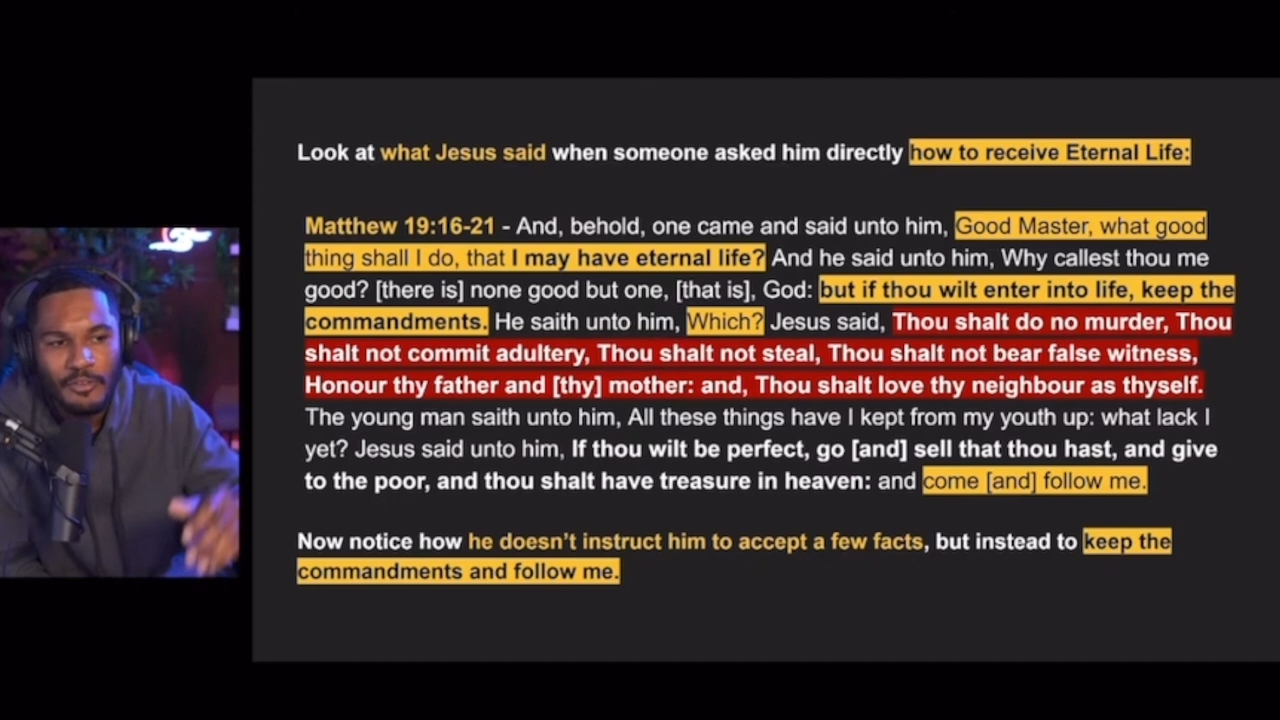 Look at what Jesus said when someone asked him directly how to receive Eternal Life:
Matthew 19:16-21 - And, behold, one came and said unto him, Good Master, what good
thing shall I do, that I may have eternal life? And he said unto him, Why callest thou me
good? [there is] none good but one, [that is], God: but if thou wilt enter into life, keep the
commandments. He saith unto him, Which? Jesus said, Thou shalt do no murder, Thou
shalt not commit adultery, Thou shalt not steal, Thou shalt not bear false witness,
Honour thy father and [thy] mother: and, Thou shalt love thy neighbour as thyself.
The young man saith unto him, All these things have I kept from my youth up: what lack I
yet? Jesus said unto him, If thou wilt be perfect, go [and] sell that thou hast, and give
to the poor, and thou shalt have treasure in heaven: and come [and] follow me.
Now notice how he doesn’t instruct him to accept a few facts, but instead to keep the
commandments and follow me.